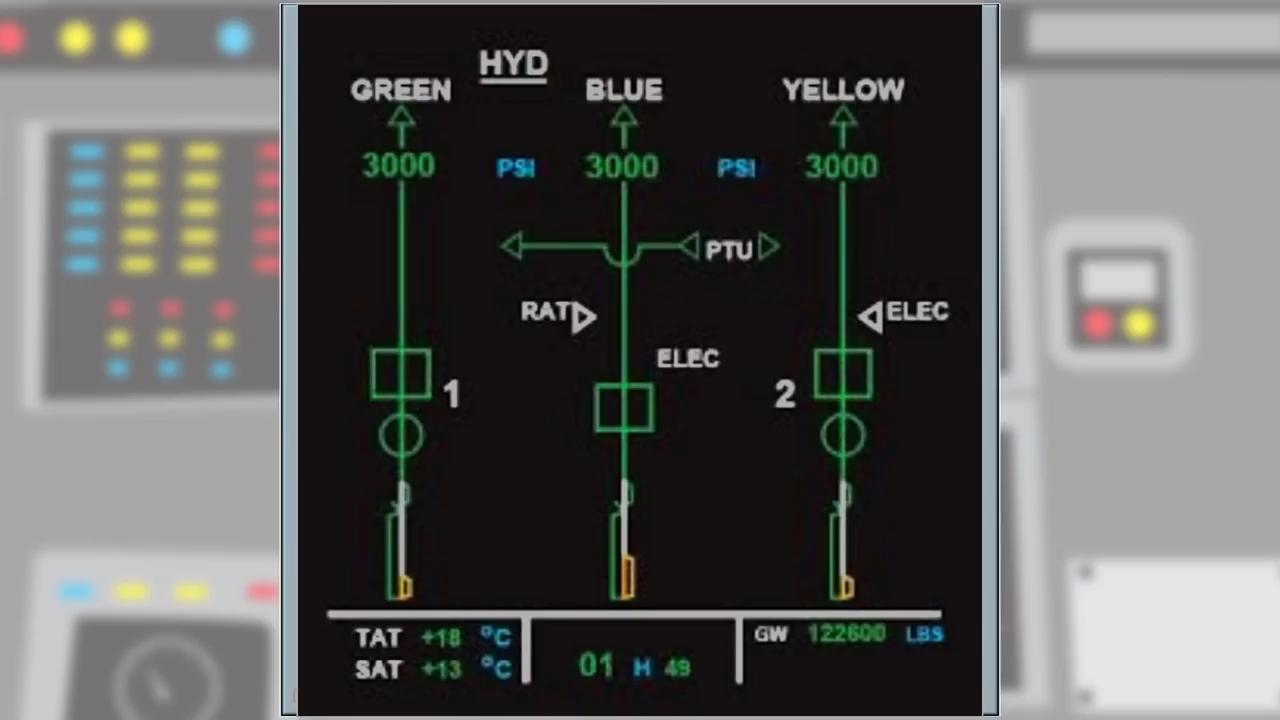 HYD
GREEN BLUE YELLOW
3000 PSI 3000 PSI 3000
PTU
RAT ELEC
ELEC
1 2
TAT +18 °C
SAT +13 °C
01 H 49
GW 122600 LBS